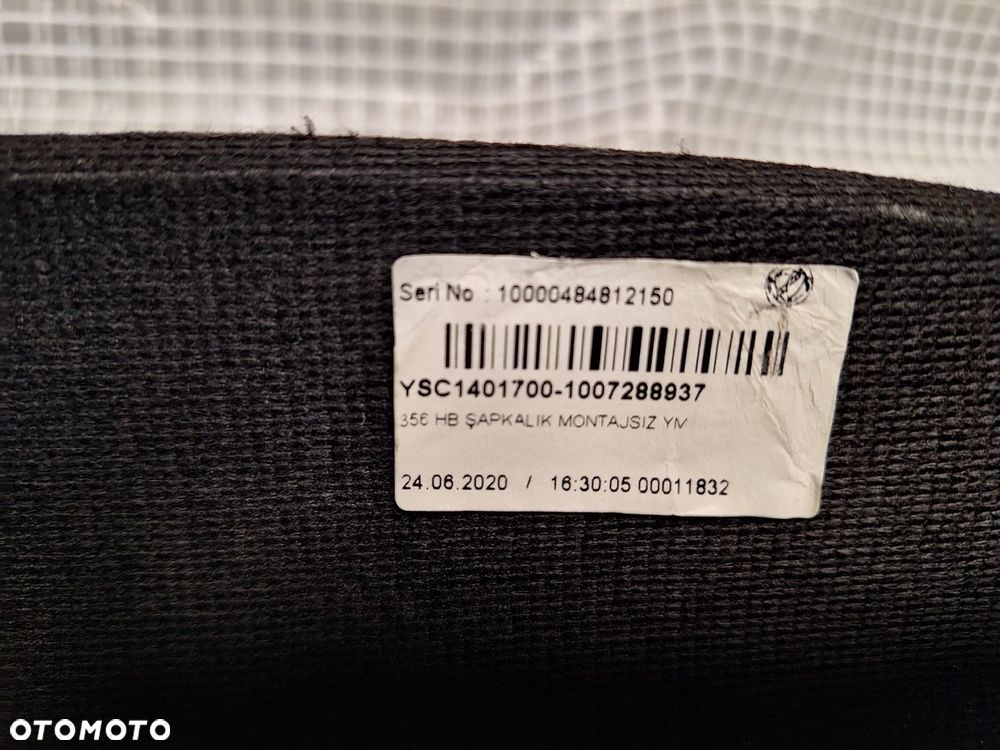 Seri No : 10000484812150
YSC1401700-1007288937
356 HB ŞAPKALIK MONTAJSIZ YM
24.06.2020 / 16:30:05 00011832
OTOMOTO